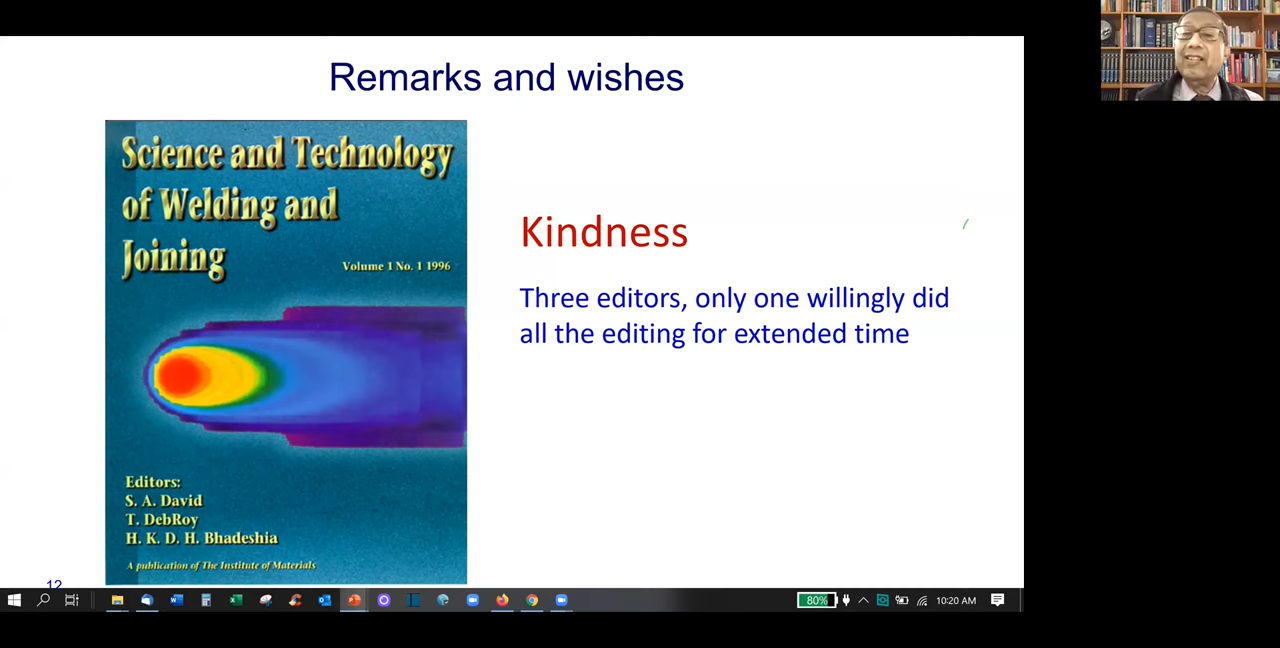 Remarks and wishes
Science and Technology
of Welding and
Joining
Volume 1 No. 1 1996
Kindness
Three editors, only one willingly did
all the editing for extended time
Editors:
S. A. David
T. DebRoy
H. K. D. H. Bhadeshia
A publication of The Institute of Materials
12
80%
10:20 AM